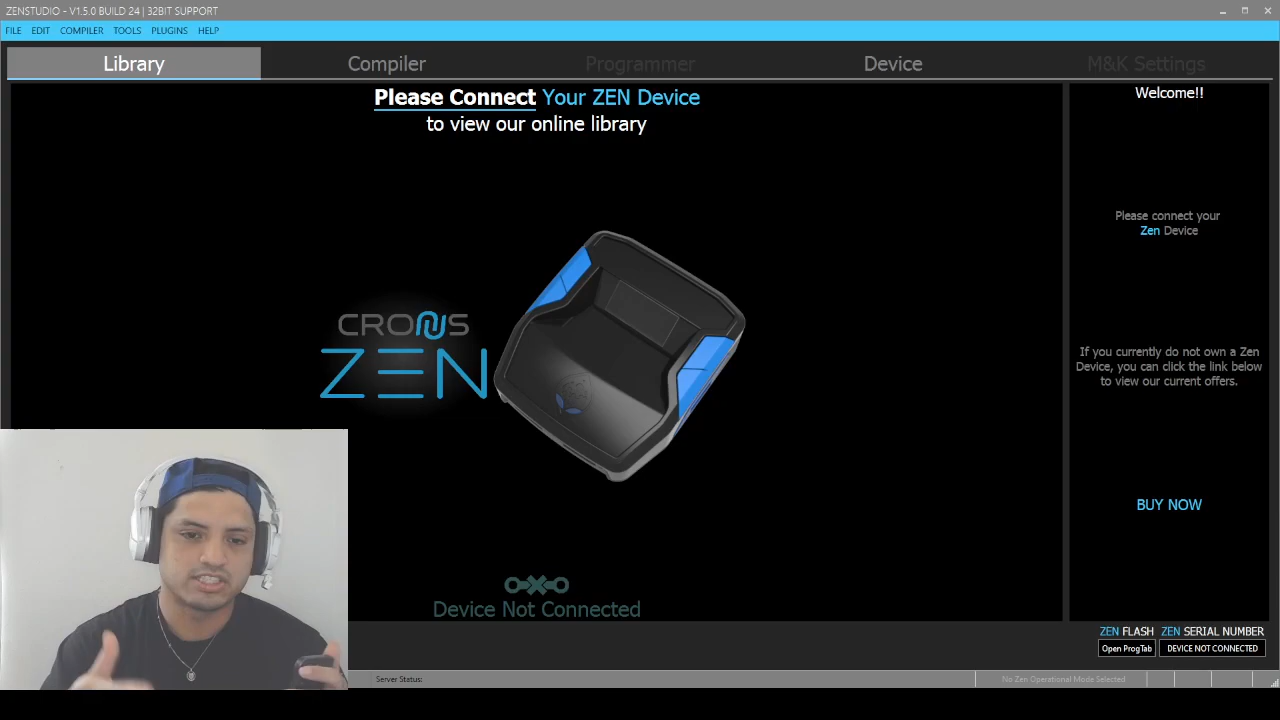 ZENSTUDIO - V1.5.0 BUILD 24 | 32BIT SUPPORT
FILE EDIT COMPILER TOOLS PLUGINS HELP
Library Compiler Programmer Device M&K Settings
Please Connect Your ZEN Device
to view our online library
Welcome!!
Please connect your
Zen Device
CRONUS
ZEN
If you currently do not own a Zen
Device, you can click the link below
to view our current offers.
BUY NOW
Device Not Connected
ZEN FLASH ZEN SERIAL NUMBER
Open ProgTab DEVICE NOT CONNECTED
Server Status:
No Zen Operational Mode Selected